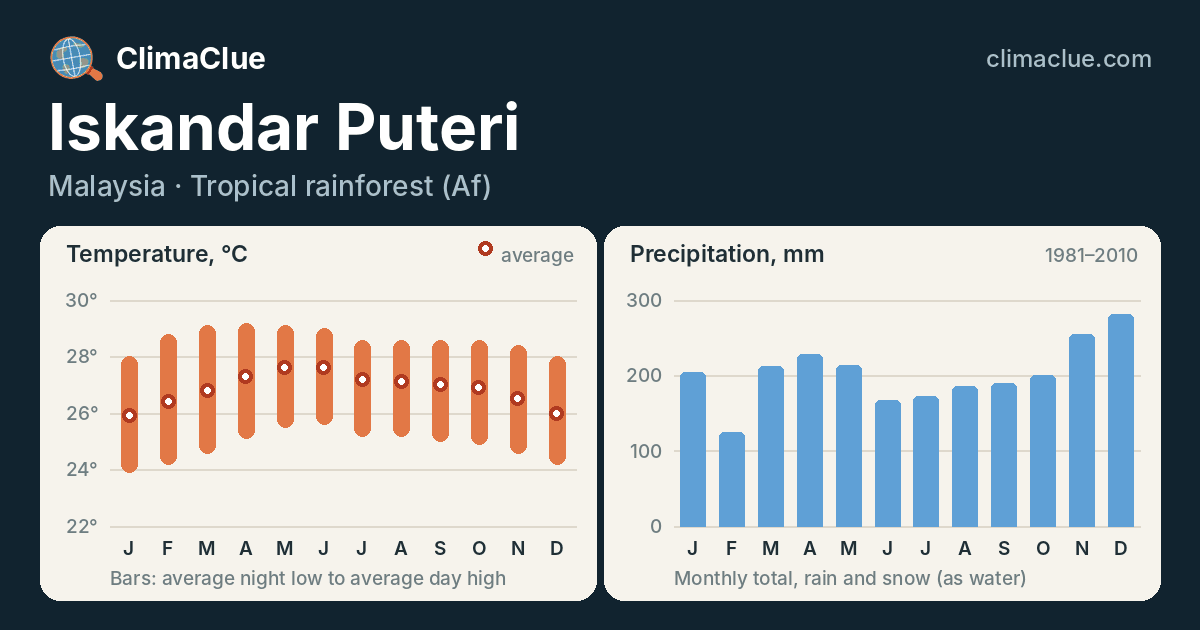 ClimaClue
climaclue.com
Iskandar Puteri
Malaysia · Tropical rainforest (Af)
Temperature, °C
average
30°
28°
26°
24°
22°
J F M A M J J A S O N D
Bars: average night low to average day high
Precipitation, mm
1981–2010
300
200
100
0
J F M A M J J A S O N D
Monthly total, rain and snow (as water)